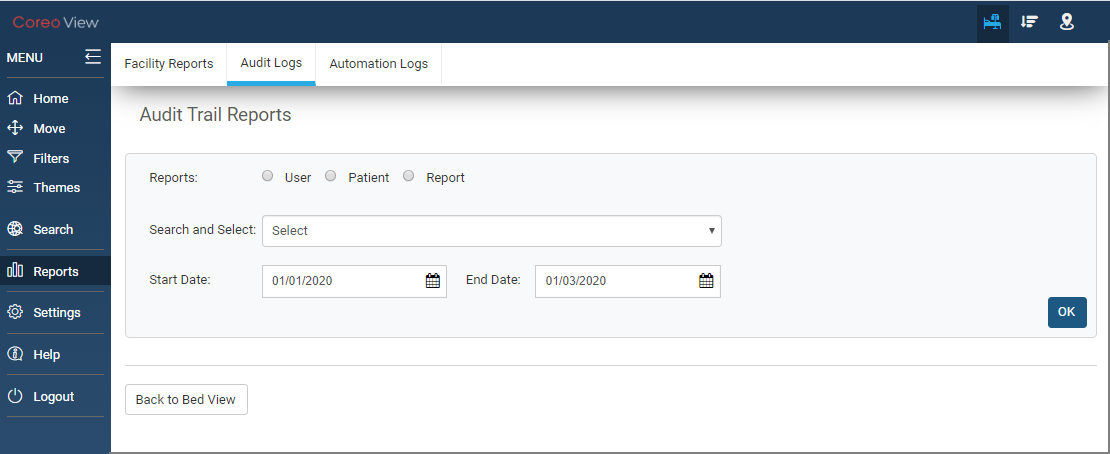 Coreo View
MENU
Home
Move
Filters
Themes
Search
Reports
Settings
Help
Logout
Facility Reports Audit Logs Automation Logs
Audit Trail Reports
Reports: User Patient Report
Search and Select: Select
Start Date: 01/01/2020 End Date: 01/03/2020
OK
Back to Bed View